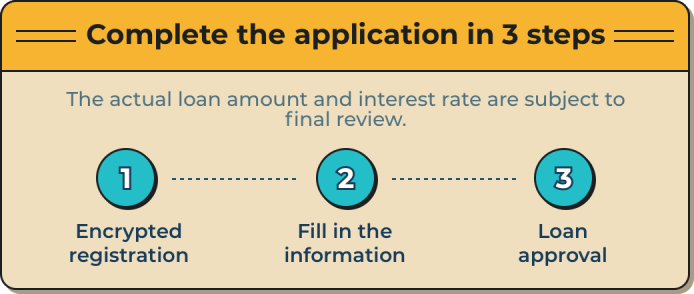 Complete the application in 3 steps
The actual loan amount and interest rate are subject to
final review.
1
2
3
Encrypted
registration
Fill in the
information
Loan
approval